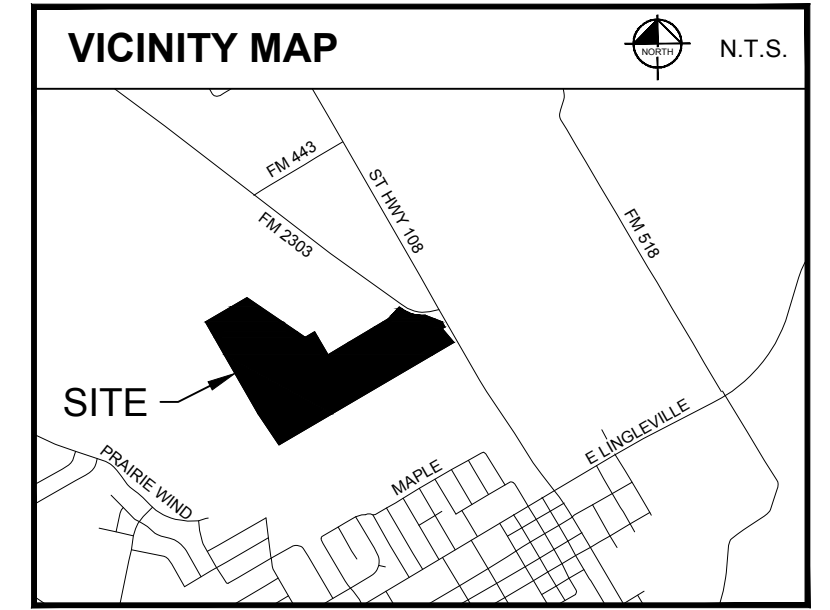 VICINITY MAP
NORTH
N.T.S.
FM 443
ST HWY 108
FM 2303
FM 518
SITE
E LINGLEVILLE
MAPLE
PRAIRIE WIND